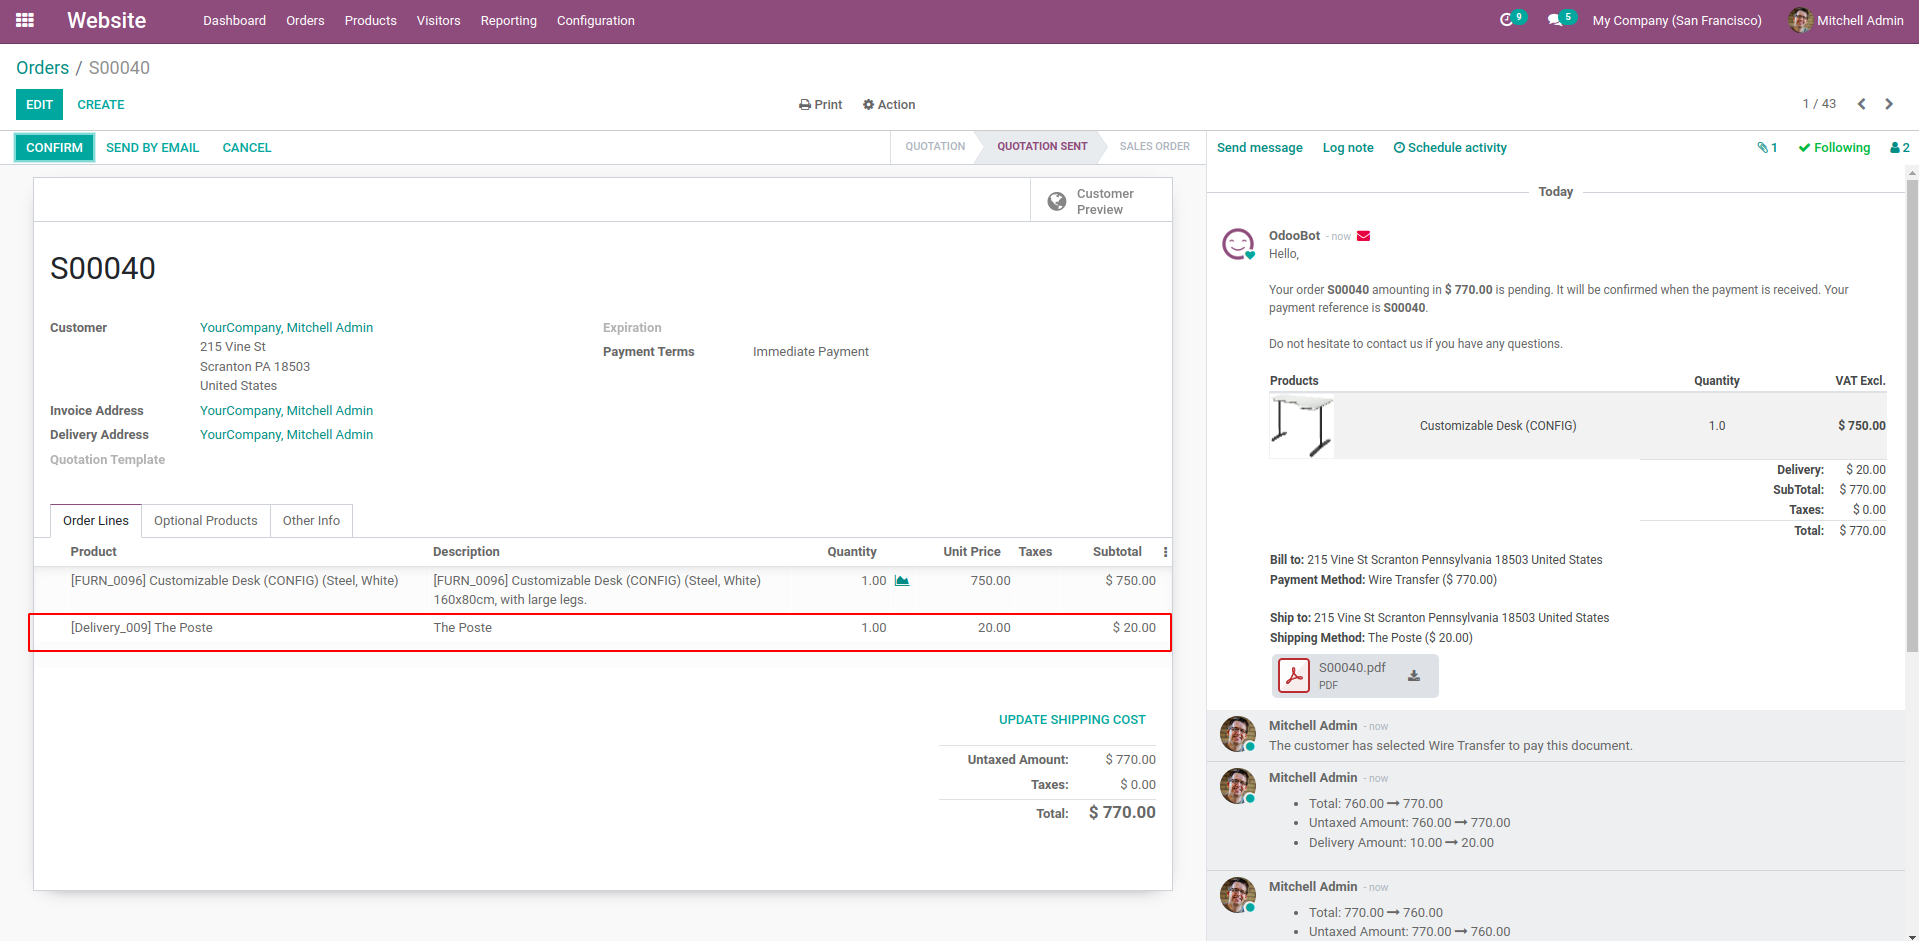 Website Dashboard Orders Products Visitors Reporting Configuration 9 5 My Company (San Francisco) Mitchell Admin
Orders / S00040
EDIT CREATE Print Action 1 / 43
CONFIRM SEND BY EMAIL CANCEL QUOTATION QUOTATION SENT SALES ORDER
Customer
Preview
S00040
Customer YourCompany, Mitchell Admin
215 Vine St
Scranton PA 18503
United States
Expiration
Payment Terms Immediate Payment
Invoice Address YourCompany, Mitchell Admin
Delivery Address YourCompany, Mitchell Admin
Quotation Template
Order Lines Optional Products Other Info
Product Description Quantity Unit Price Taxes Subtotal
[FURN_0096] Customizable Desk (CONFIG) (Steel, White) [FURN_0096] Customizable Desk (CONFIG) (Steel, White) 1.00 750.00 $ 750.00
160x80cm, with large legs.
[Delivery_009] The Poste The Poste 1.00 20.00 $ 20.00
UPDATE SHIPPING COST
Untaxed Amount: $ 770.00
Taxes: $ 0.00
Total: $ 770.00
Send message Log note Schedule activity 1 Following 2
Today
OdooBot - now
Hello,
Your order S00040 amounting in $ 770.00 is pending. It will be confirmed when the payment is received. Your
payment reference is S00040.
Do not hesitate to contact us if you have any questions.
Products Quantity VAT Excl.
Customizable Desk (CONFIG) 1.0 $ 750.00
Delivery: $ 20.00
SubTotal: $ 770.00
Taxes: $ 0.00
Total: $ 770.00
Bill to: 215 Vine St Scranton Pennsylvania 18503 United States
Payment Method: Wire Transfer ($ 770.00)
Ship to: 215 Vine St Scranton Pennsylvania 18503 United States
Shipping Method: The Poste ($ 20.00)
S00040.pdf
PDF
Mitchell Admin - now
The customer has selected Wire Transfer to pay this document.
Mitchell Admin - now
• Total: 760.00 → 770.00
• Untaxed Amount: 760.00 → 770.00
• Delivery Amount: 10.00 → 20.00
Mitchell Admin - now
• Total: 770.00 → 760.00
• Untaxed Amount: 770.00 → 760.00